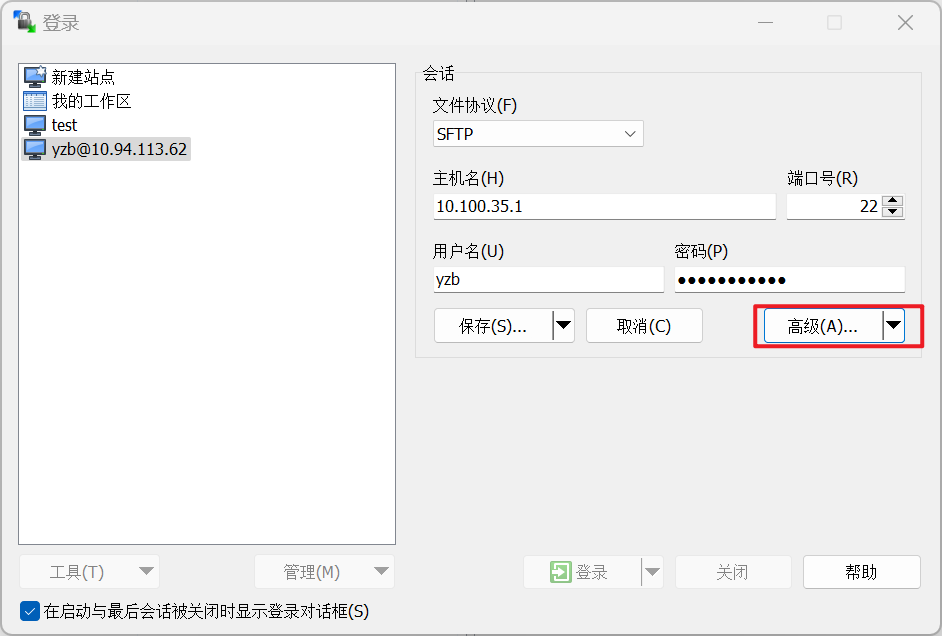 登录
新建站点
我的工作区
test
yzb@10.94.113.62
会话
文件协议(F)
SFTP
主机名(H) 端口号(R)
10.100.35.1 22
用户名(U) 密码(P)
yzb ●●●●●●●●●●●
保存(S)... 取消(C) 高级(A)...
工具(T) 管理(M) 登录 关闭 帮助
在启动与最后会话被关闭时显示登录对话框(S)